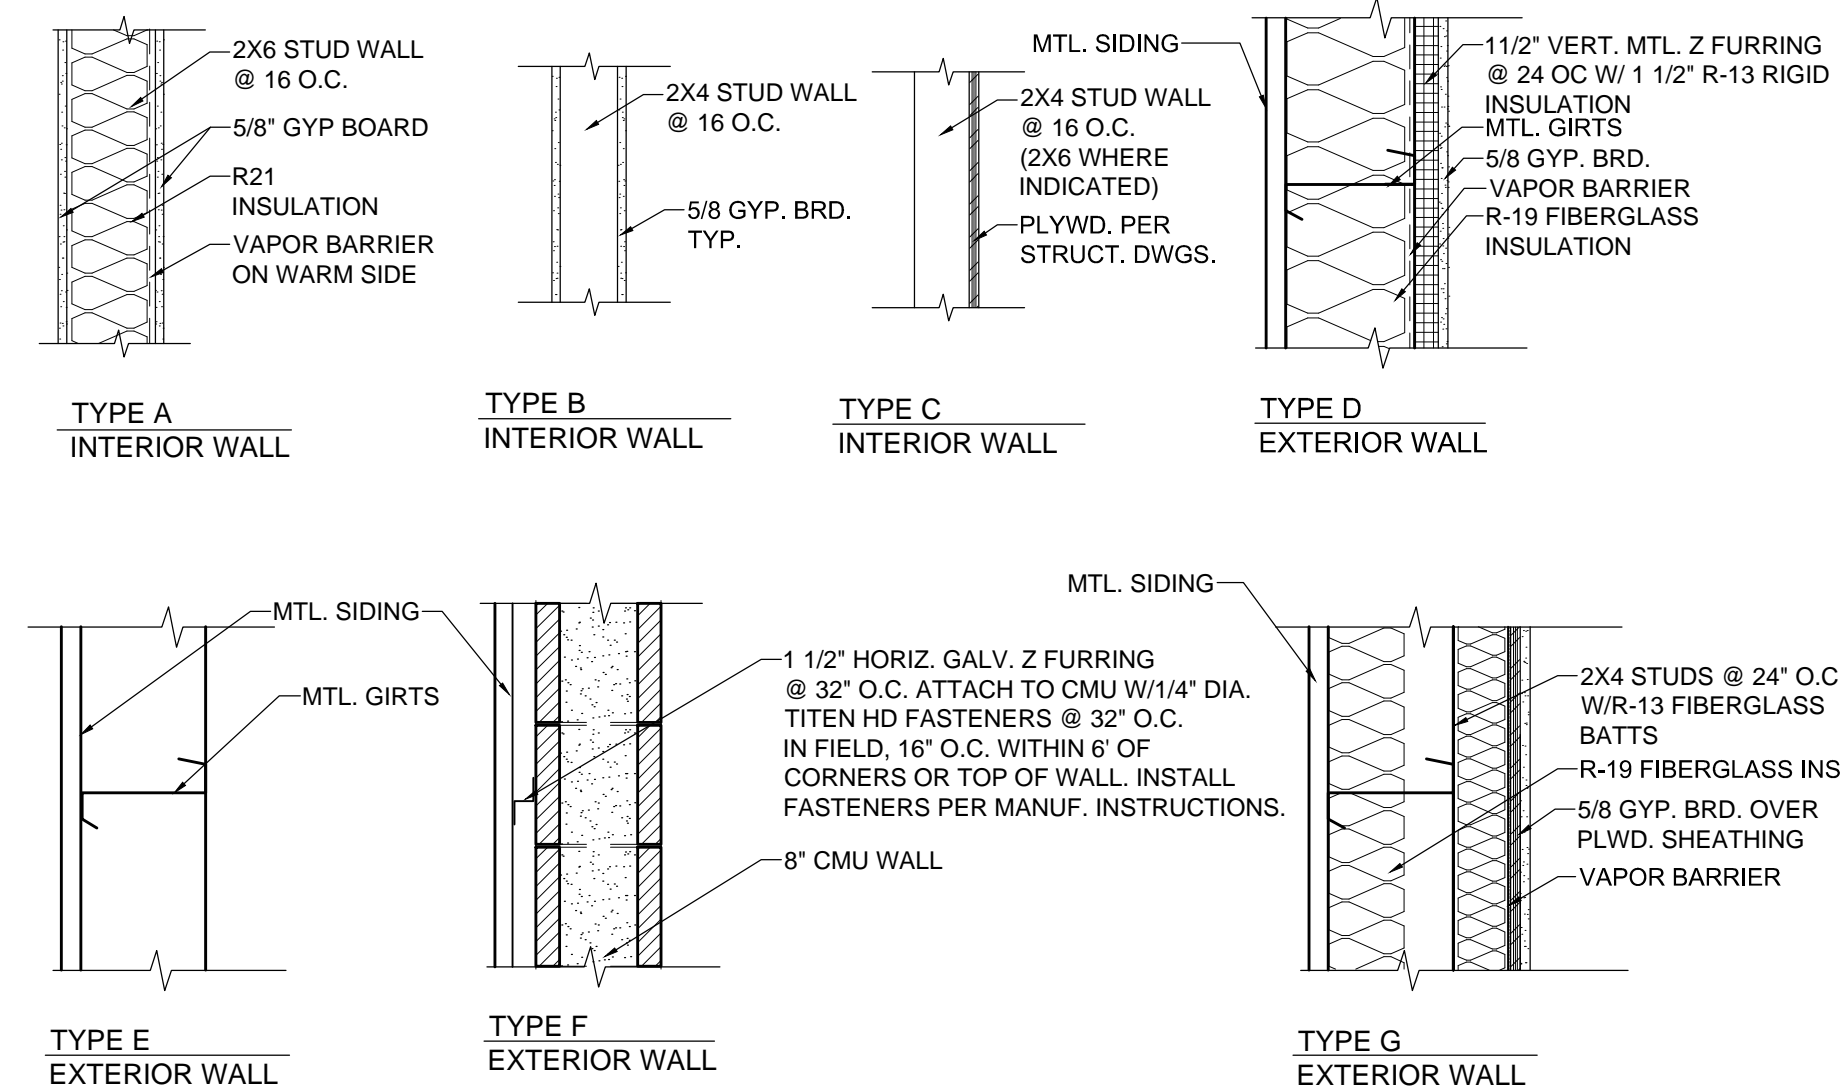 2X6 STUD WALL
@ 16 O.C.
5/8" GYP BOARD
R21
INSULATION
VAPOR BARRIER
ON WARM SIDE
TYPE A
INTERIOR WALL
2X4 STUD WALL
@ 16 O.C.
5/8 GYP. BRD.
TYP.
TYPE B
INTERIOR WALL
2X4 STUD WALL
@ 16 O.C.
(2X6 WHERE
INDICATED)
PLYWD. PER
STRUCT. DWGS.
TYPE C
INTERIOR WALL
MTL. SIDING
11/2" VERT. MTL. Z FURRING
@ 24 OC W/ 1 1/2" R-13 RIGID
INSULATION
MTL. GIRTS
5/8 GYP. BRD.
VAPOR BARRIER
R-19 FIBERGLASS
INSULATION
TYPE D
EXTERIOR WALL
MTL. SIDING
MTL. GIRTS
TYPE E
EXTERIOR WALL
1 1/2" HORIZ. GALV. Z FURRING
@ 32" O.C. ATTACH TO CMU W/1/4" DIA.
TITEN HD FASTENERS @ 32" O.C.
IN FIELD, 16" O.C. WITHIN 6' OF
CORNERS OR TOP OF WALL. INSTALL
FASTENERS PER MANUF. INSTRUCTIONS.
8" CMU WALL
TYPE F
EXTERIOR WALL
MTL. SIDING
2X4 STUDS @ 24" O.C
W/R-13 FIBERGLASS
BATTS
R-19 FIBERGLASS INS
5/8 GYP. BRD. OVER
PLWD. SHEATHING
VAPOR BARRIER
TYPE G
EXTERIOR WALL